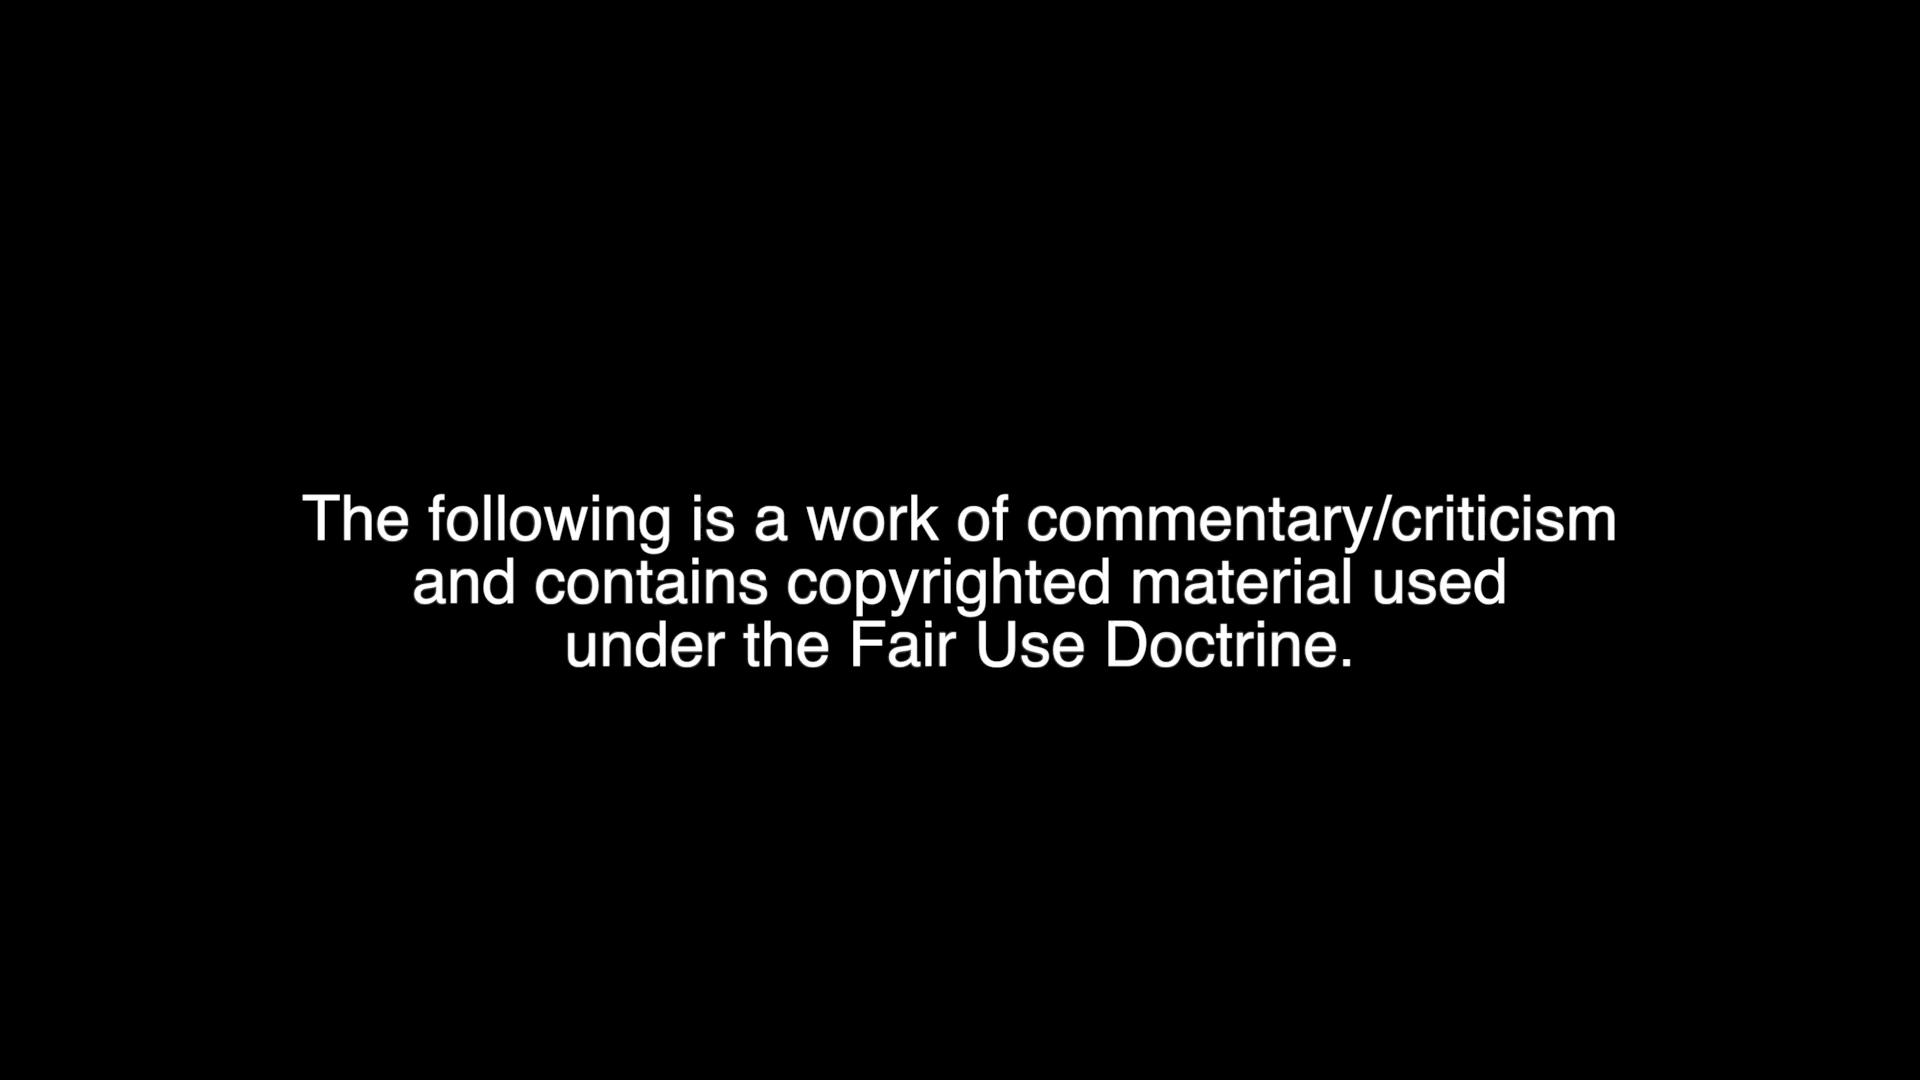 The following is a work of commentary/criticism
and contains copyrighted material used
under the Fair Use Doctrine.